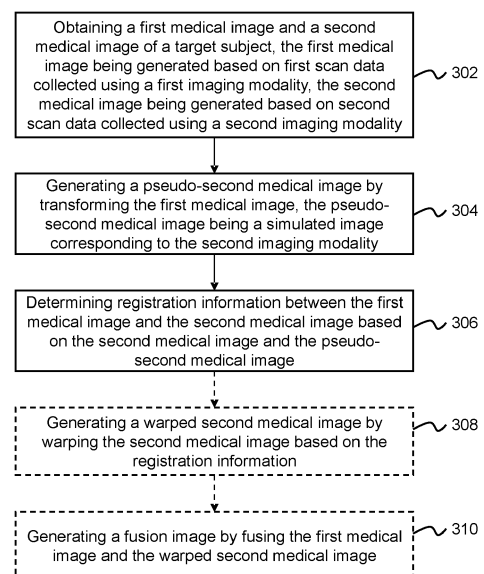 Obtaining a first medical image and a second
medical image of a target subject, the first medical
image being generated based on first scan data
collected using a first imaging modality, the second
medical image being generated based on second
scan data collected using a second imaging modality
302
Generating a pseudo-second medical image by
transforming the first medical image, the pseudo-
second medical image being a simulated image
corresponding to the second imaging modality
304
Determining registration information between the first
medical image and the second medical image based
on the second medical image and the pseudo-
second medical image
306
Generating a warped second medical image by
warping the second medical image based on the
registration information
308
Generating a fusion image by fusing the first medical
image and the warped second medical image
310